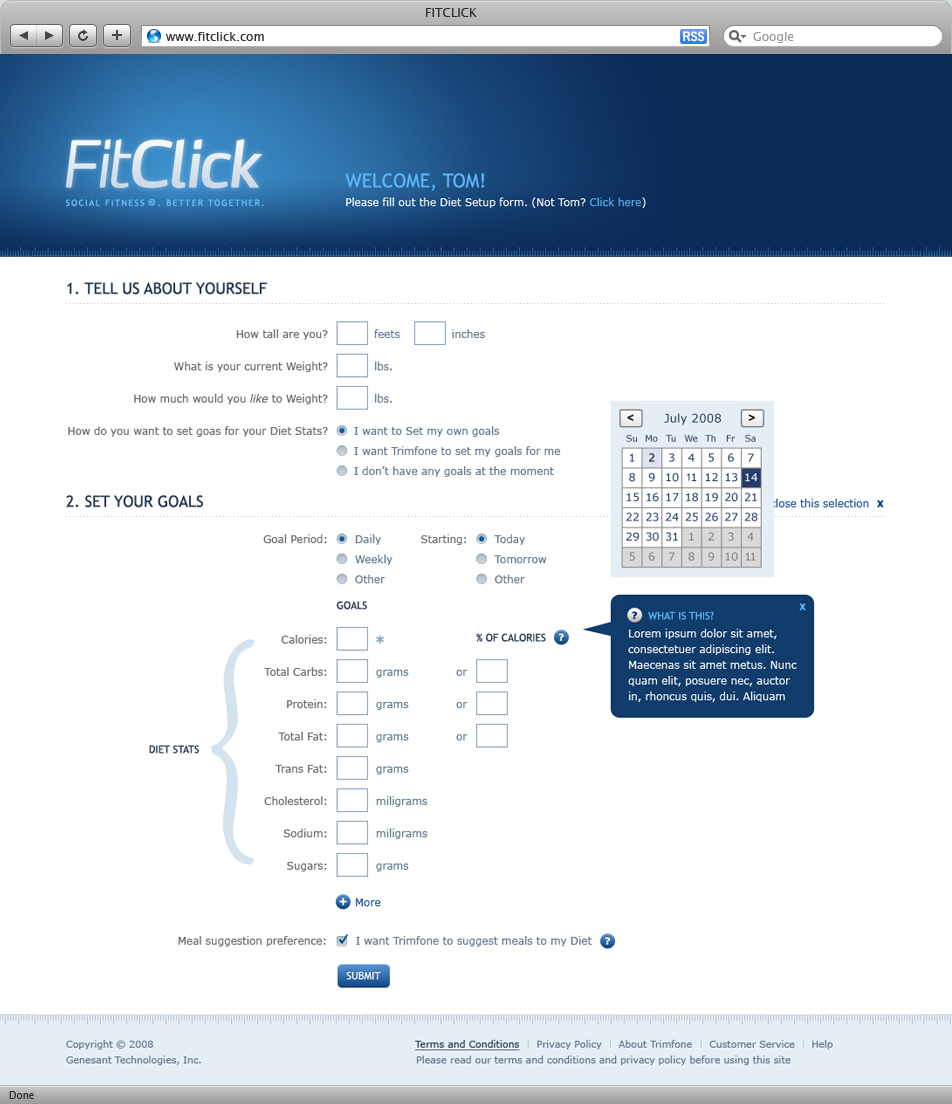 FITCLICK
www.fitclick.com
RSS
Google
FitClick
SOCIAL FITNESS ®. BETTER TOGETHER.
WELCOME, TOM!
Please fill out the Diet Setup form. (Not Tom? Click here)
1. TELL US ABOUT YOURSELF
How tall are you? feets inches
What is your current Weight? lbs.
How much would you like to Weight? lbs.
How do you want to set goas for your Diet Stats? I want to Set my own goals
I want Trimfone to set my goals for me
I don't have any goals at the moment
< July 2008 >
Su Mo Tu We Th Fr Sa
1 2 3 4 5 6 7
8 9 10 11 12 13 14
15 16 17 18 19 20 21
22 23 24 25 26 27 28
29 30 31 1 2 3 4
5 6 7 8 9 10 11
2. SET YOUR GOALS
close this selection x
Goal Period: Daily Starting: Today
Weekly Tomorrow
Other Other
GOALS
Calories: * % OF CALORIES ?
Total Carbs: grams or
Protein: grams or
Total Fat: grams or
Trans Fat: grams
Cholesterol: miligrams
Sodium: miligrams
Sugars: grams
DIET STATS
? WHAT IS THIS? x
Lorem ipsum dolor sit amet,
consectetuer adipiscing elit.
Maecenas sit amet metus. Nunc
quam elit, posuere nec, auctor
in, rhoncus quis, dui. Aliquam
+ More
Meal suggestion preference: I want Trimfone to suggest meals to my Diet ?
SUBMIT
Copyright © 2008
Genesant Technologies, Inc.
Terms and Conditions | Privacy Policy | About Trimfone | Customer Service | Help
Please read our terms and conditions and privacy policy before using this site
Done